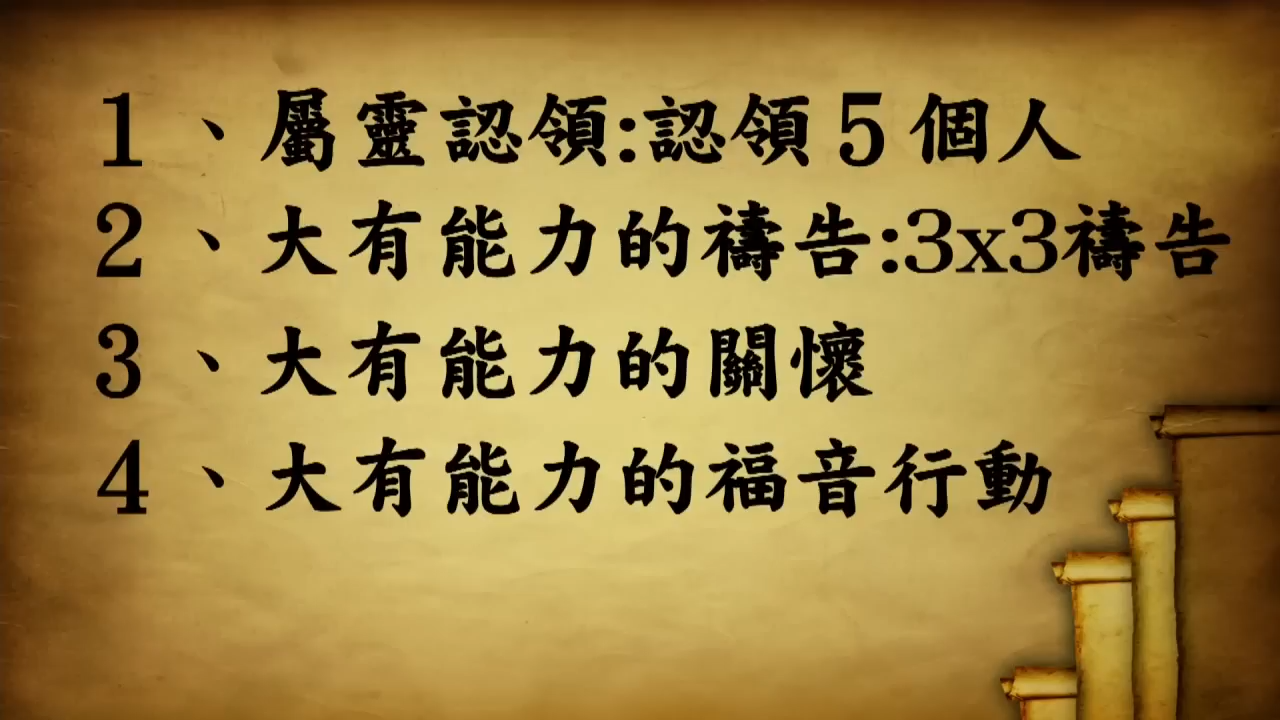 1、屬靈認領:認領5個人
2、大有能力的禱告:3x3禱告
3、大有能力的關懷
4、大有能力的福音行動